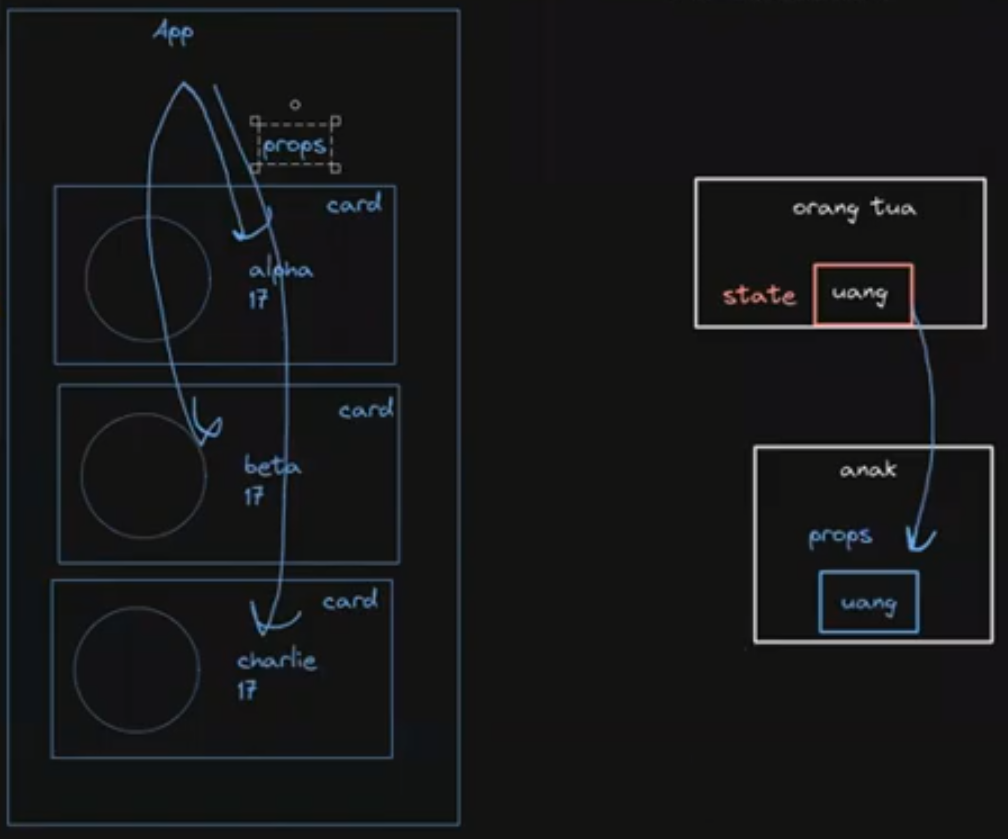 App
props
card
alpha
17
card
beta
17
card
charlie
17
orang tua
state
uang
anak
props
uang